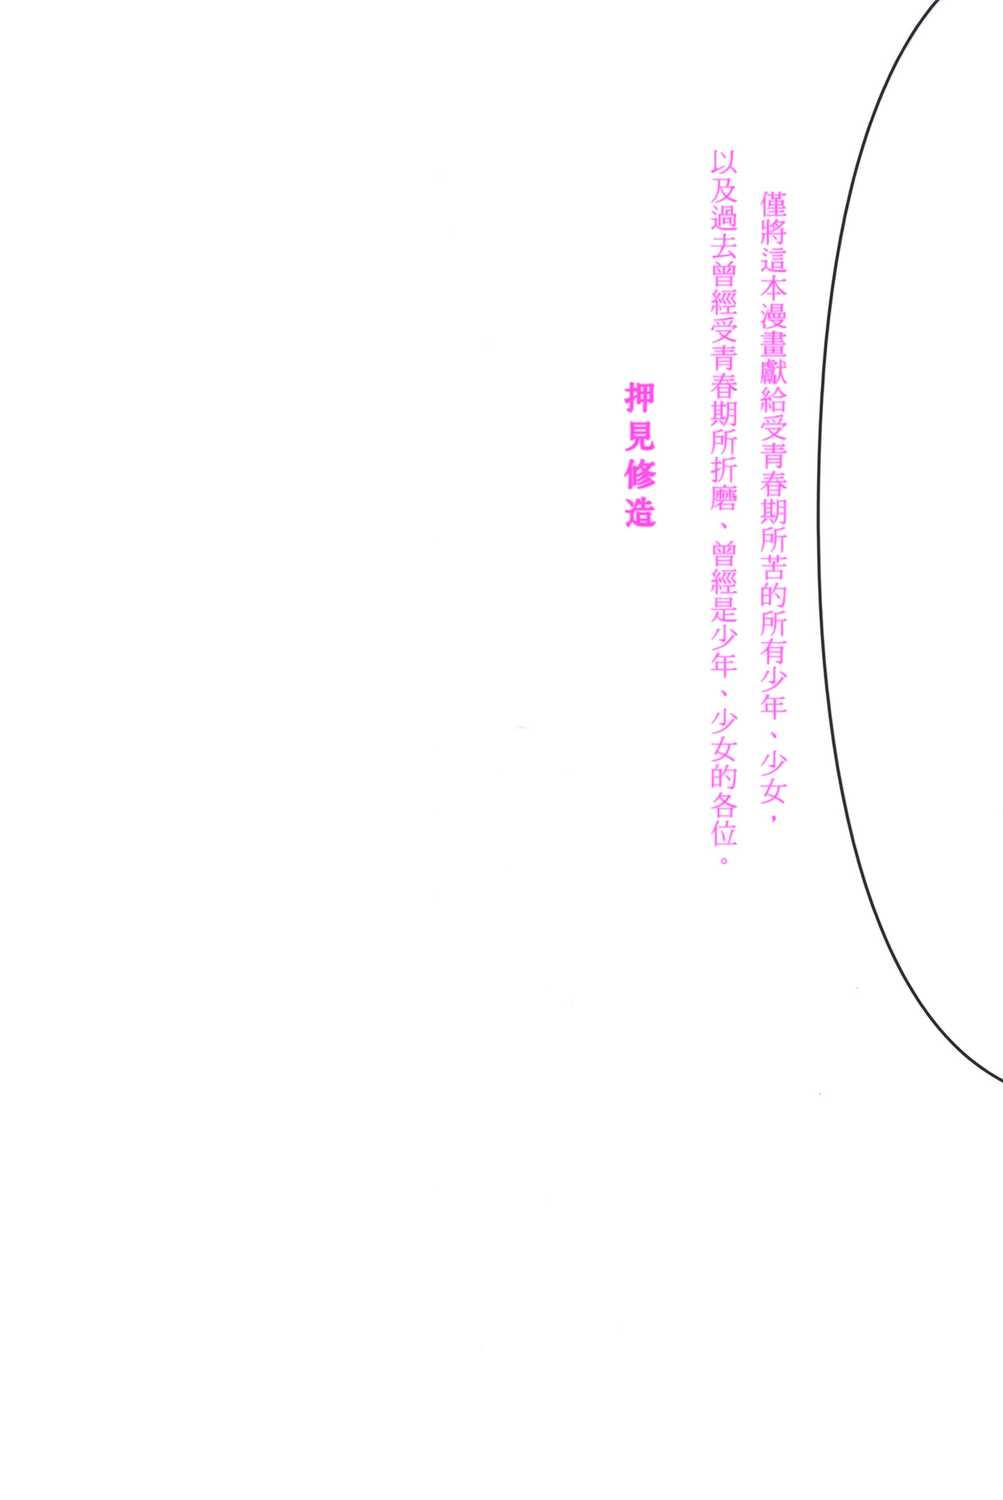 僅將這本漫畫獻給受青春期所苦的所有少年、少女，
以及過去曾經受青春期所折磨、曾經是少年、少女的各位。
押見修造